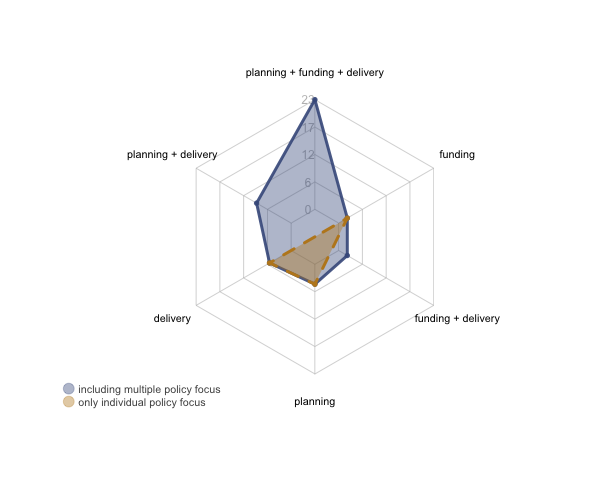 planning + funding + delivery
23
17
12
6
0
planning + delivery
funding
delivery
funding + delivery
planning
including multiple policy focus
only individual policy focus